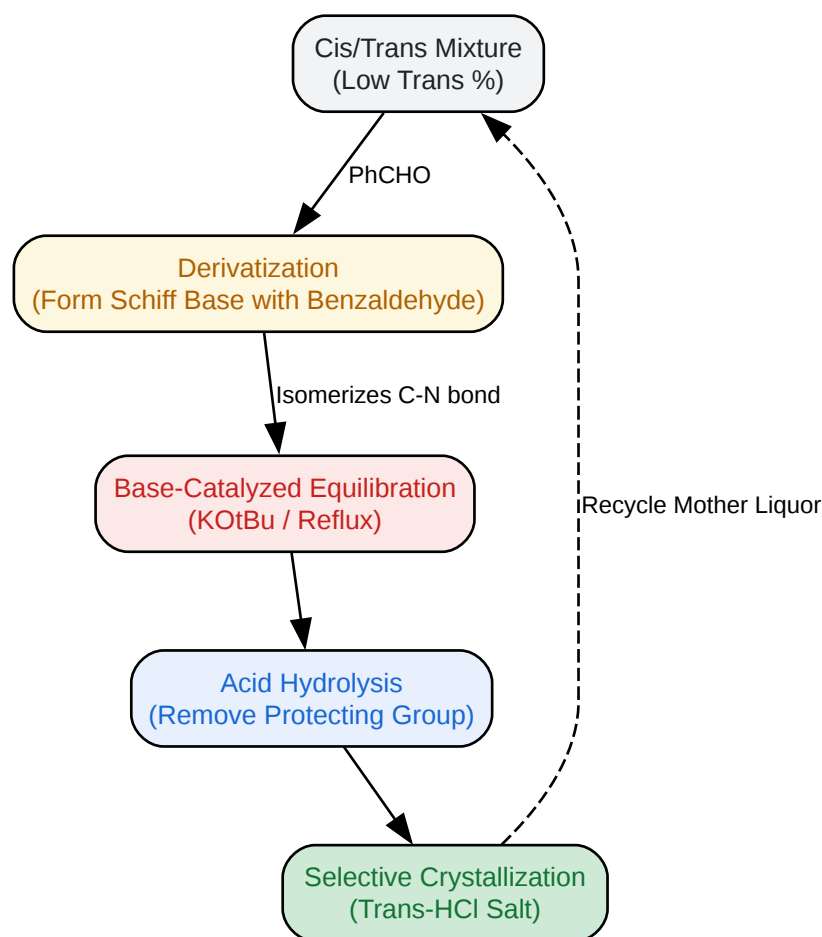 Cis/Trans Mixture
(Low Trans %)
PhCHO
Derivatization
(Form Schiff Base with Benzaldehyde)
Isomerizes C-N bond
Base-Catalyzed Equilibration
(KOtBu / Reflux)
Recycle Mother Liquor
Acid Hydrolysis
(Remove Protecting Group)
Selective Crystallization
(Trans-HCl Salt)